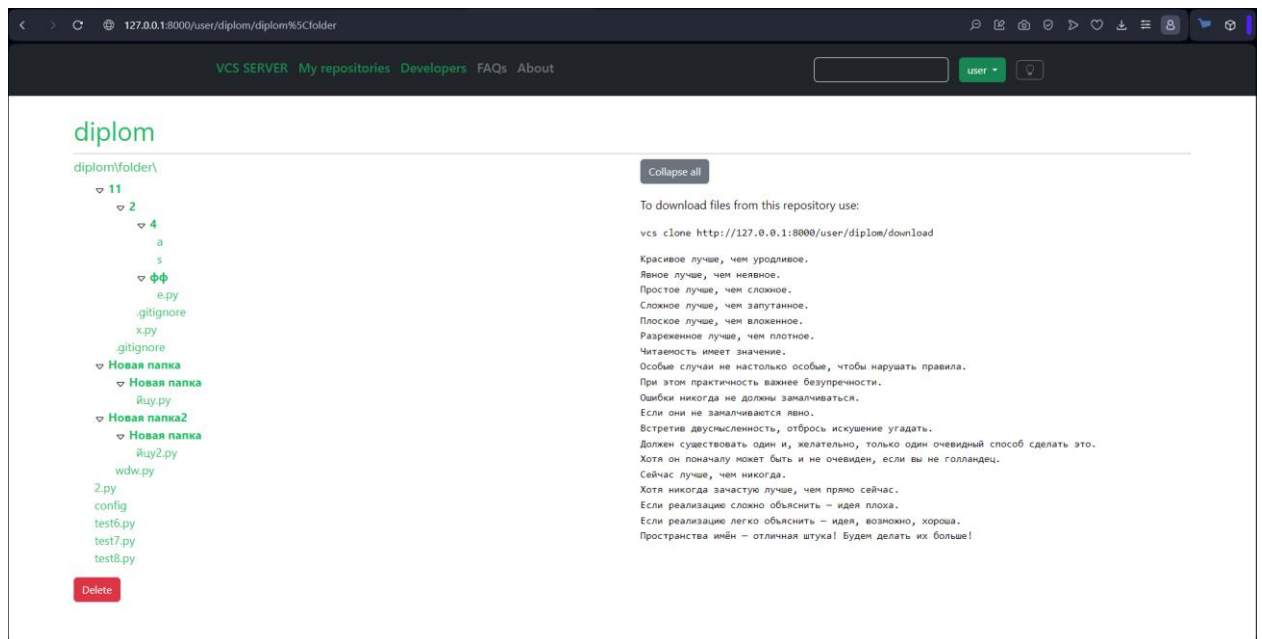 127.0.0.1:8000/user/diplom/diplom%5Cfolder
VCS SERVER My repositories Developers FAQs About
user
diplom
diplom\folder\
11
2
4
a
s
фф
e.py
.gitignore
x.py
.gitignore
Новая папка
Новая папка
йцу.py
Новая папка2
Новая папка
йцу2.py
wdw.py
2.py
config
test6.py
test7.py
test8.py
Delete
Collapse all
To download files from this repository use:
vcs clone http://127.0.0.1:8000/user/diplom/download
Красивое лучше, чем уродливое.
Явное лучше, чем неявное.
Простое лучше, чем сложное.
Сложное лучше, чем запутанное.
Плоское лучше, чем вложенное.
Разреженное лучше, чем плотное.
Читаемость имеет значение.
Особые случаи не настолько особые, чтобы нарушать правила.
При этом практичность важнее безупречности.
Ошибки никогда не должны замалчиваться.
Если они не замалчиваются явно.
Встретив двусмысленность, отбрось искушение угадать.
Должен существовать один и, желательно, только один очевидный способ сделать это.
Хотя он поначалу может быть и не очевиден, если вы не голландец.
Сейчас лучше, чем никогда.
Хотя никогда зачастую лучше, чем прямо сейчас.
Если реализацию сложно объяснить — идея плоха.
Если реализацию легко объяснить — идея, возможно, хороша.
Пространства имён — отличная штука! Будем делать их больше!